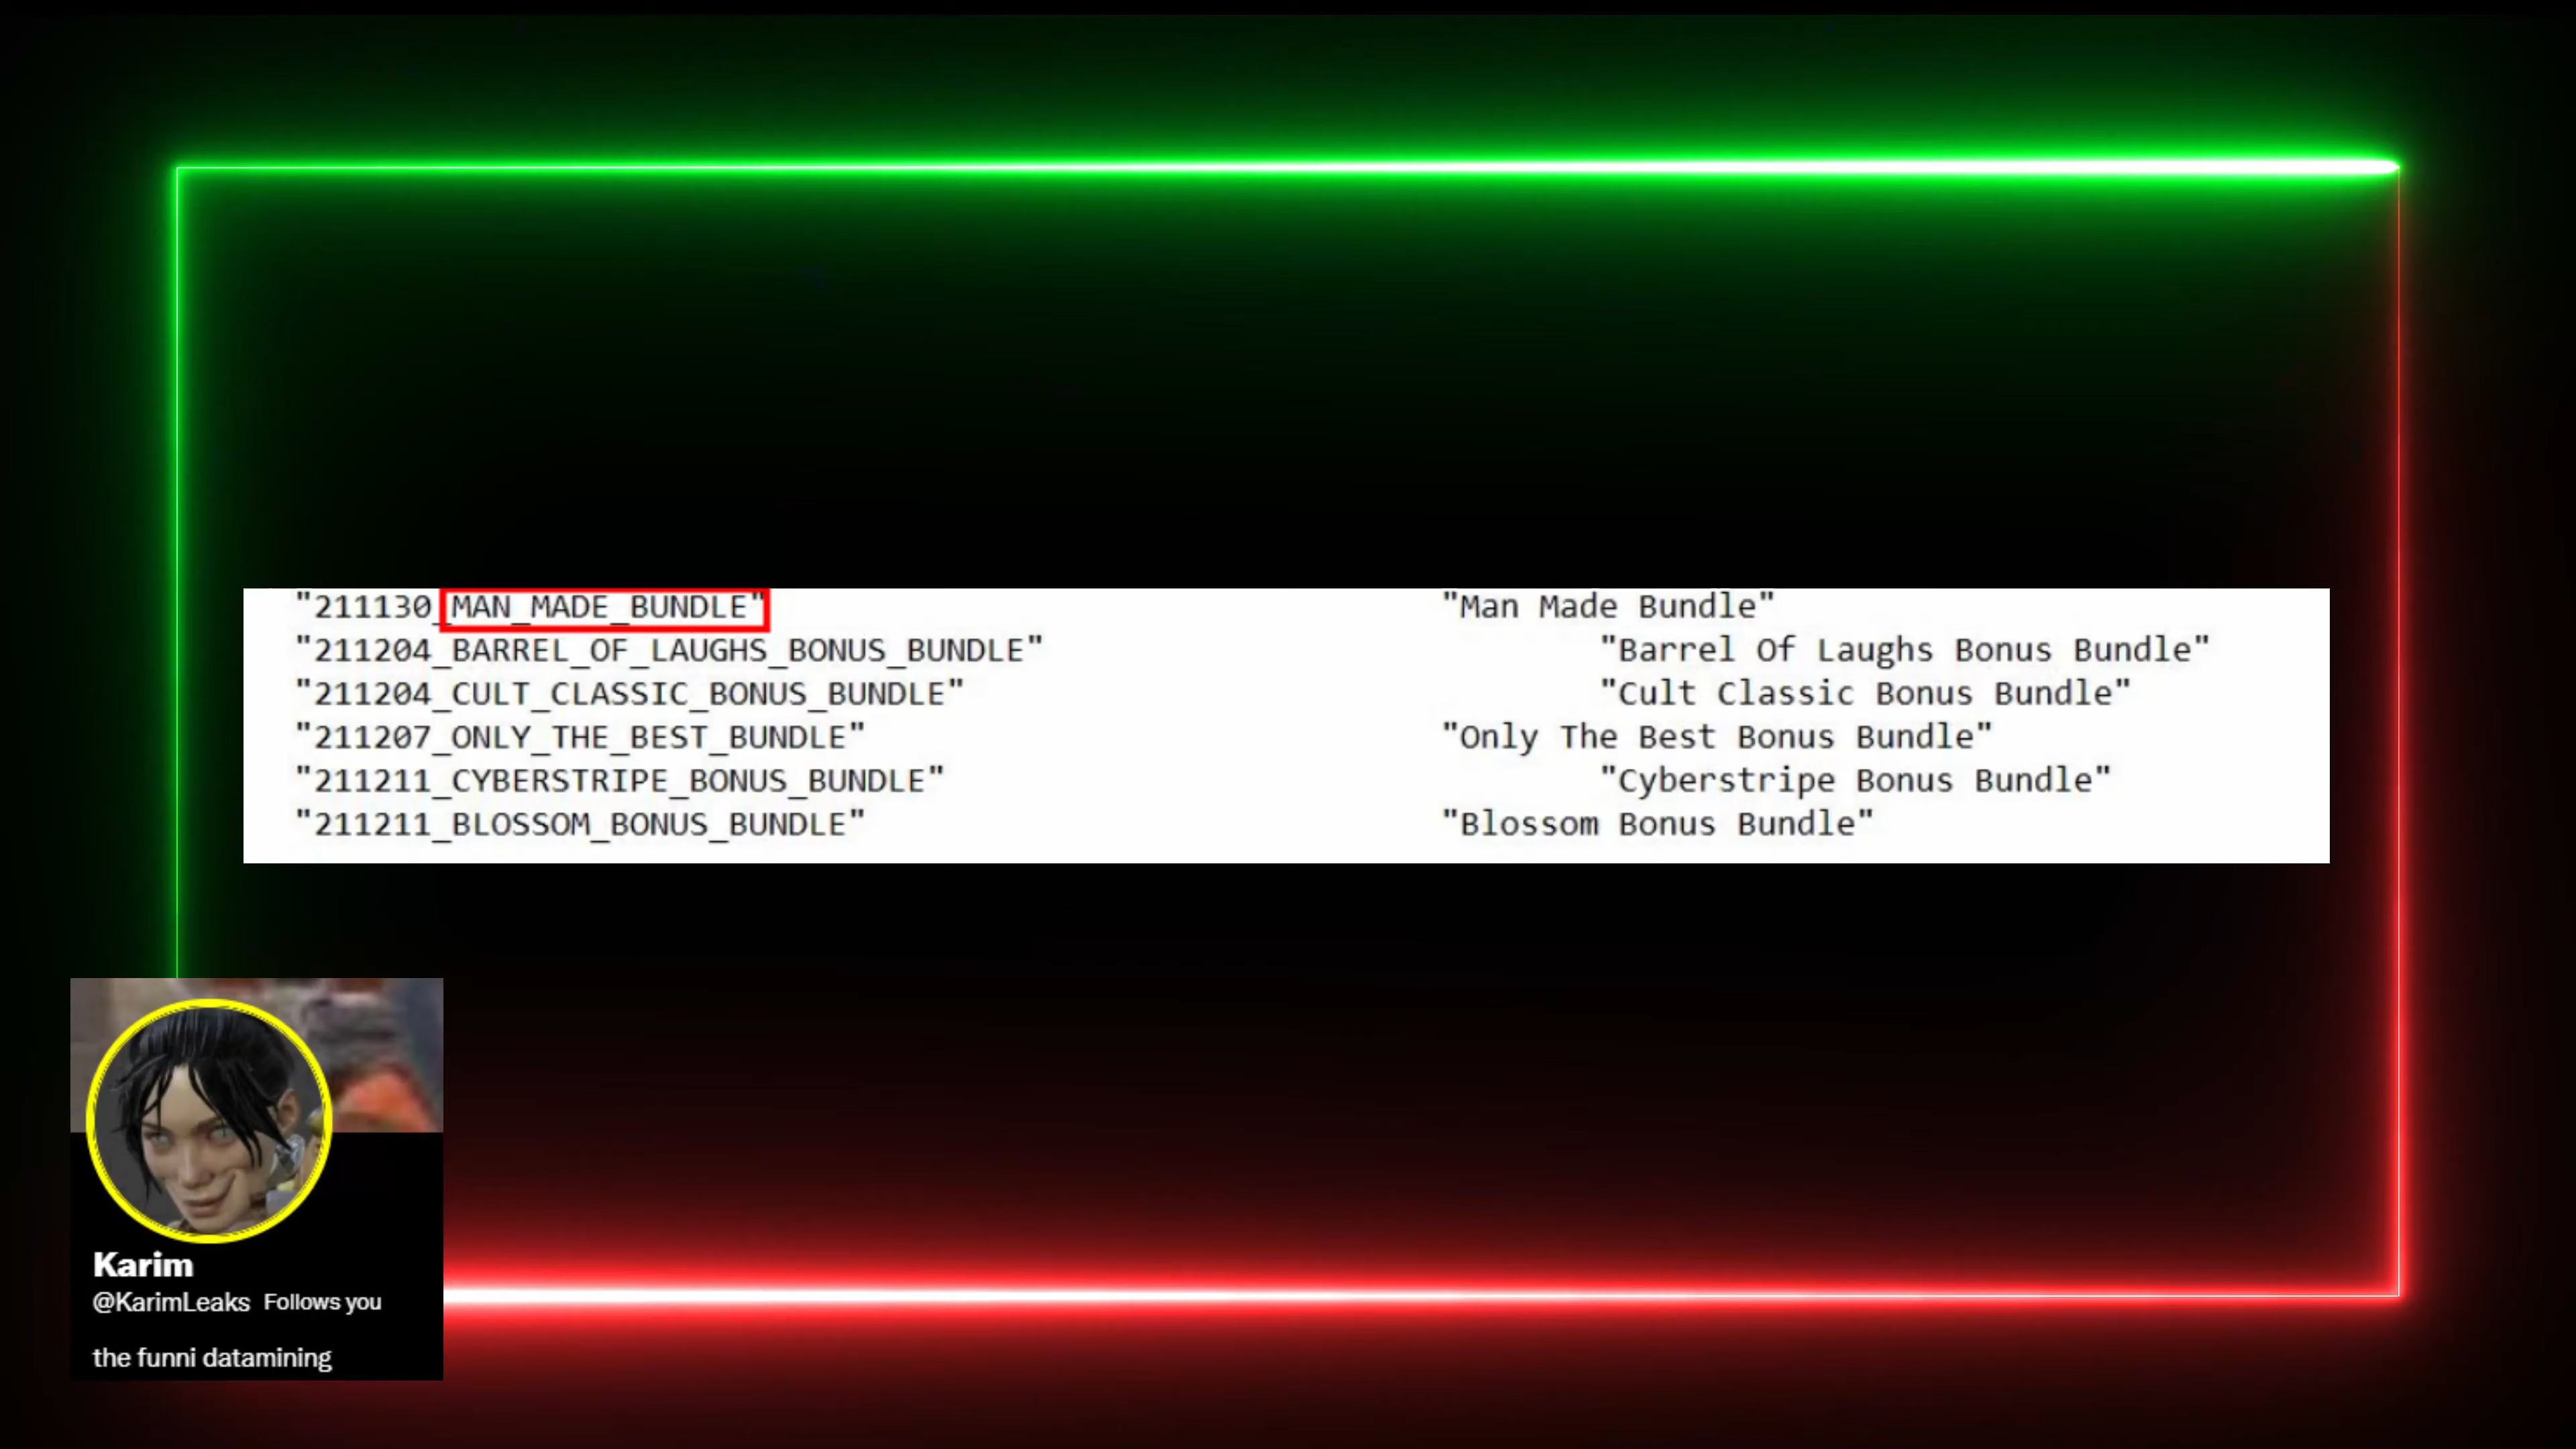 "211130_MAN_MADE_BUNDLE" "Man Made Bundle"
"211204_BARREL_OF_LAUGHS_BONUS_BUNDLE" "Barrel Of Laughs Bonus Bundle"
"211204_CULT_CLASSIC_BONUS_BUNDLE" "Cult Classic Bonus Bundle"
"211207_ONLY_THE_BEST_BUNDLE" "Only The Best Bonus Bundle"
"211211_CYBERSTRIPE_BONUS_BUNDLE" "Cyberstripe Bonus Bundle"
"211211_BLOSSOM_BONUS_BUNDLE" "Blossom Bonus Bundle"
Karim
@KarimLeaks Follows you
the funni datamining